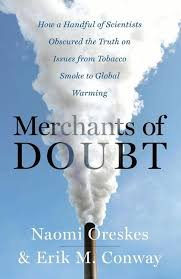 How a Handful of Scientists
Obscured the Truth on
Issues from Tobacco
Smoke to Global
Warming
Merchants of
DOUBT
Naomi Oreskes
& Erik M. Conway